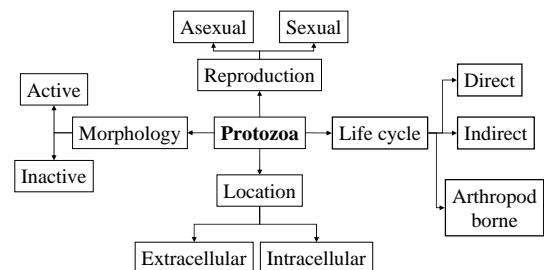 Asexual
Sexual
Reproduction
Active
Direct
Morphology
Protozoa
Life cycle
Indirect
Inactive
Location
Arthropod
borne
Extracellular
Intracellular